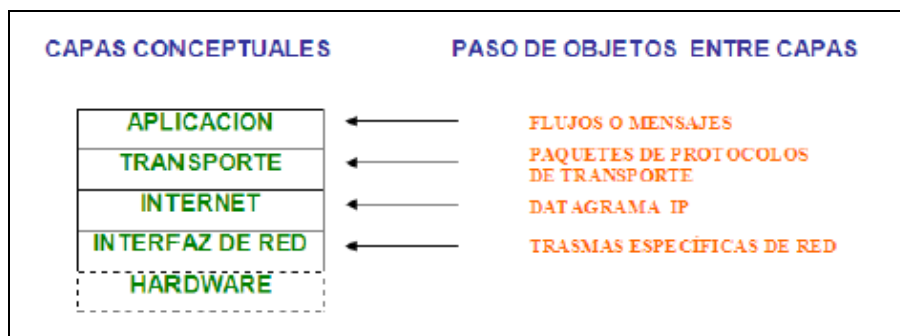 CAPAS CONCEPTUALES
PASO DE OBJETOS ENTRE CAPAS
APLICACION
FLUJOS O MENSAJES
TRANSPORTE
PAQUETES DE PROTOCOLOS
DE TRANSPORTE
INTERNET
DATAGRAMA IP
INTERFAZ DE RED
TRASMAS ESPECÍFICAS DE RED
HARDWARE